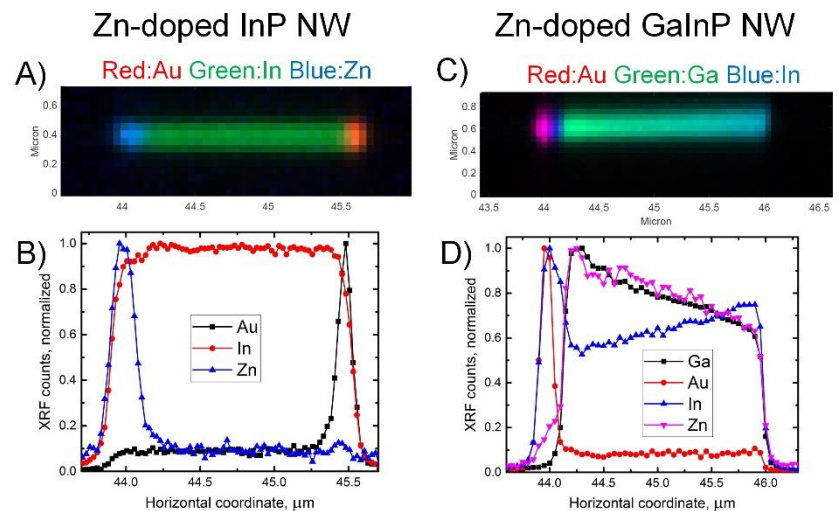 Zn-doped InP NW
Zn-doped GaInP NW
A)
Red:Au Green:In Blue:Zn
Micron
0.6
0.4
0.2
0
44
44.5
45
45.5
C)
Red:Au Green:Ga Blue:In
Micron
0.8
0.6
0.4
0.2
0
43.5
44
44.5
45
45.5
46
46.5
Micron
B)
XRF counts, normalized
1.0
0.8
0.6
0.4
0.2
0.0
Au
In
Zn
44.0
44.5
45.0
45.5
Horizontal coordinate, μm
D)
XRF counts, normalized
1.0
0.8
0.6
0.4
0.2
0.0
Ga
Au
In
Zn
44.0
44.5
45.0
45.5
46.0
Horizontal coordinate, μm